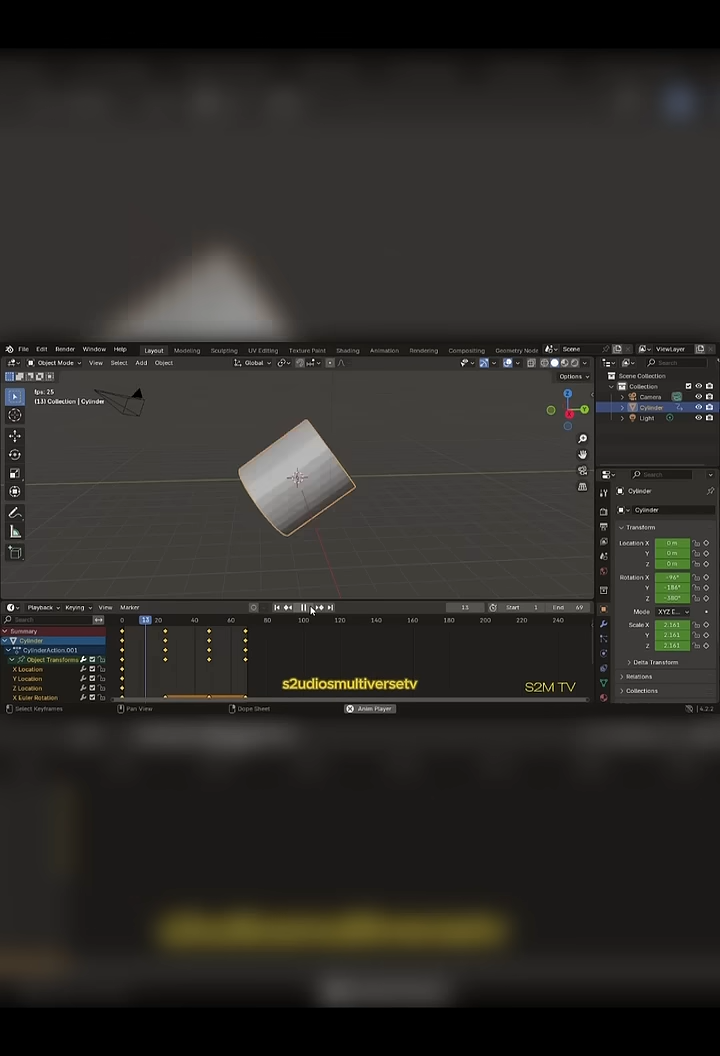 File Edit Render Window Help Layout Modeling Sculpting UV Editing Texture Paint Shading Animation Rendering Compositing Geometry Node Scene ViewLayer
Object Mode View Select Add Object Global Search
Options
fps: 25
(13) Collection | Cylinder
Z
Y
X
Scene Collection
Collection
Camera
Cylinder
Light
Search
Cylinder
Cylinder
Transform
Location X 0 m
Y 0 m
Z 0 m
Rotation X -96°
Y -186°
Z -380°
Mode XYZ E...
Scale X 2.161
Y 2.161
Z 2.161
Delta Transform
Relations
Collections
Playback Keying View Marker 13 Start 1 End 69
Search 0 13 20 40 60 80 100 120 140 160 180 200 220 240
Summary
Cylinder
CylinderAction.001
Object Transforms
X Location
Y Location
Z Location
X Euler Rotation
s2udiosmultiversetv
S2M TV
Select Keyframes Pan View Dope Sheet Anim Player 4.2.2